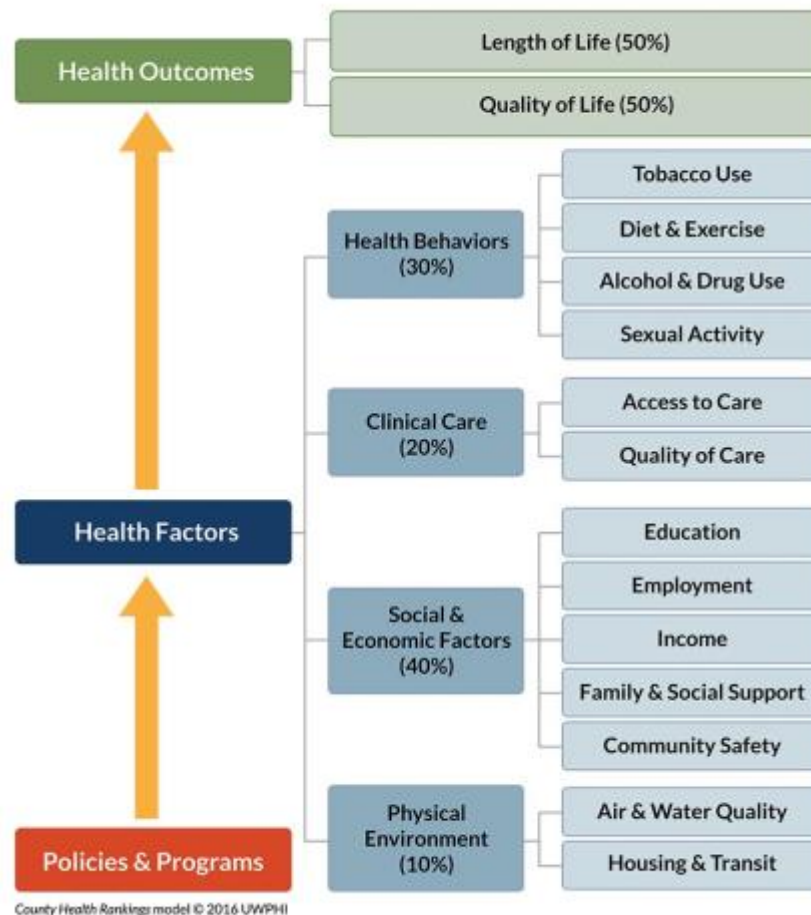 Health Outcomes
Length of Life (50%)
Quality of Life (50%)
Health Behaviors
(30%)
Tobacco Use
Diet & Exercise
Alcohol & Drug Use
Sexual Activity
Clinical Care
(20%)
Access to Care
Quality of Care
Health Factors
Social &
Economic Factors
(40%)
Education
Employment
Income
Family & Social Support
Community Safety
Physical
Environment
(10%)
Air & Water Quality
Housing & Transit
Policies & Programs
County Health Rankings model © 2016 UWPHI